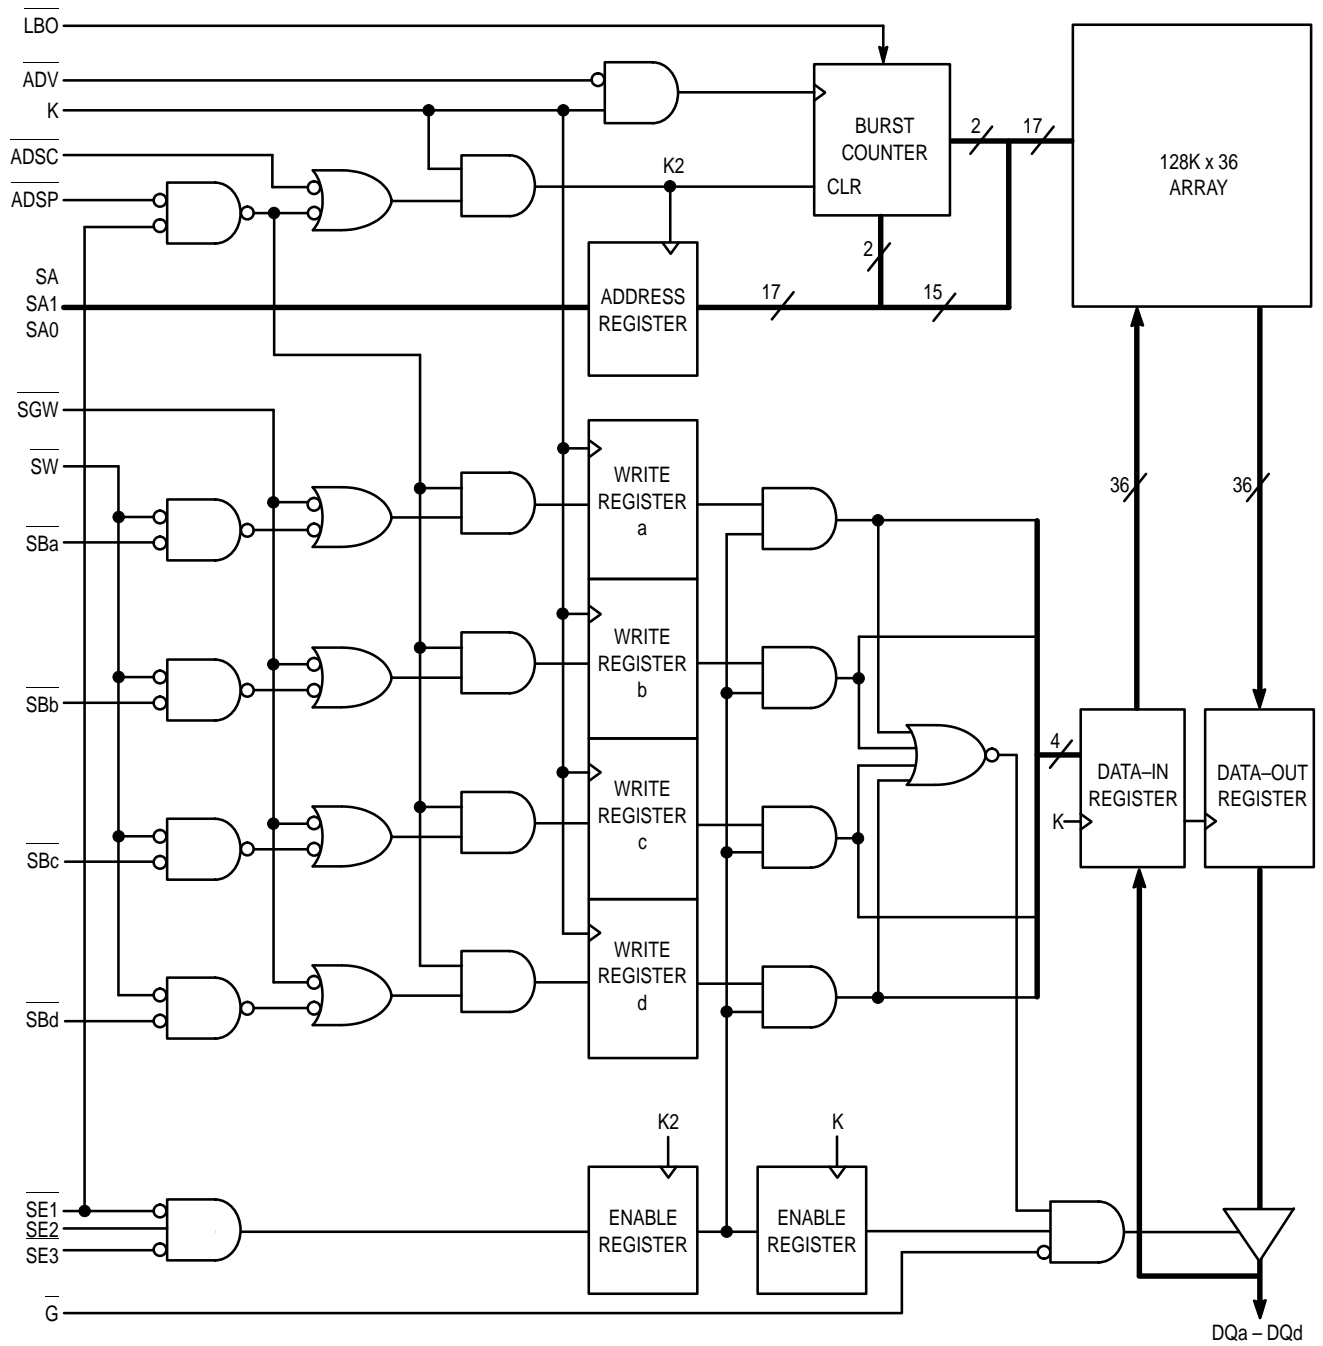 LBO
ADV
K
ADSC
ADSP
K2
BURST
COUNTER
CLR
2
17
128K x 36
ARRAY
2
SA
SA1
SA0
ADDRESS
REGISTER
17
15
SGW
SW
SBa
WRITE
REGISTER
a
36
36
SBb
WRITE
REGISTER
b
4
DATA–IN
REGISTER
K
DATA–OUT
REGISTER
SBc
WRITE
REGISTER
c
SBd
WRITE
REGISTER
d
K2
K
SE1
SE2
SE3
ENABLE
REGISTER
ENABLE
REGISTER
G
DQa – DQd